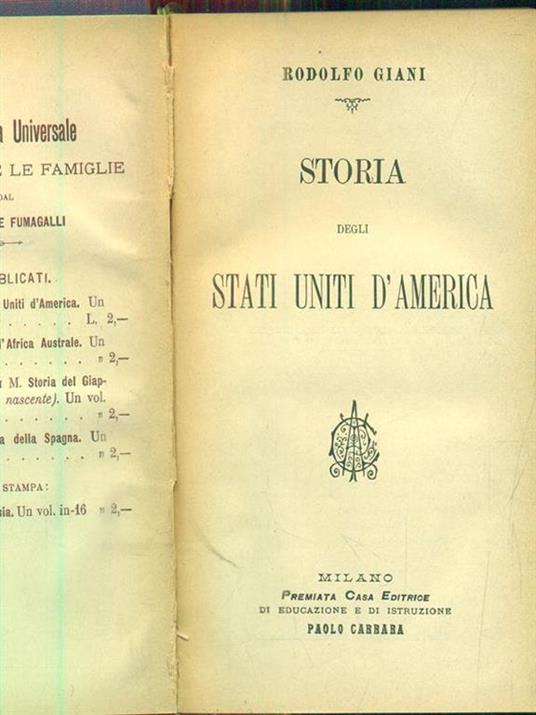 Universale
LE FAMIGLIE
DAL
E FUMAGALLI
BLICATI.
Uniti d'America. Un
. . . . . . L. 2,—
d'Africa Australe. Un
. . . . . . » 2,—
M. Storia del Giap-
nascente). Un vol.
. . . . . . » 2,—
della Spagna. Un
. . . . . . » 2,—
STAMPA:
sia. Un vol. in-16 » 2,—
RODOLFO GIANI
STORIA
DEGLI
STATI UNITI D'AMERICA
MILANO
PREMIATA CASA EDITRICE
DI EDUCAZIONE E DI ISTRUZIONE
PAOLO CARRARA